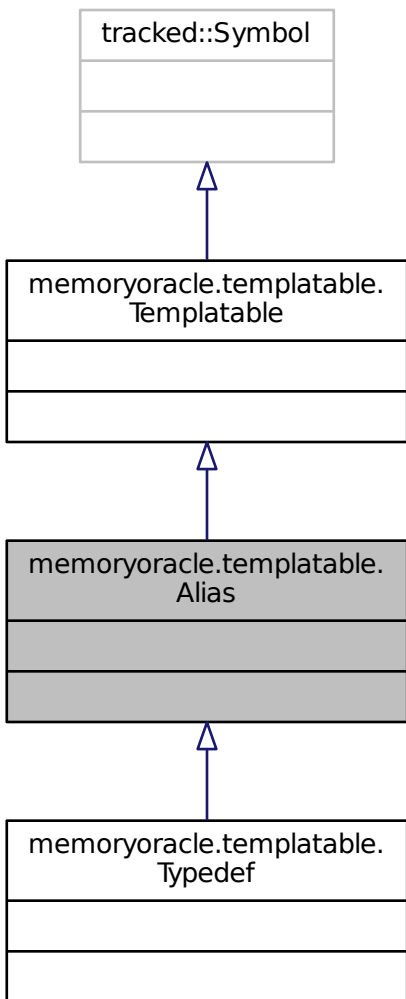 tracked::Symbol
memoryoracle.templatable.
Templatable
memoryoracle.templatable.
Alias
memoryoracle.templatable.
Typedef